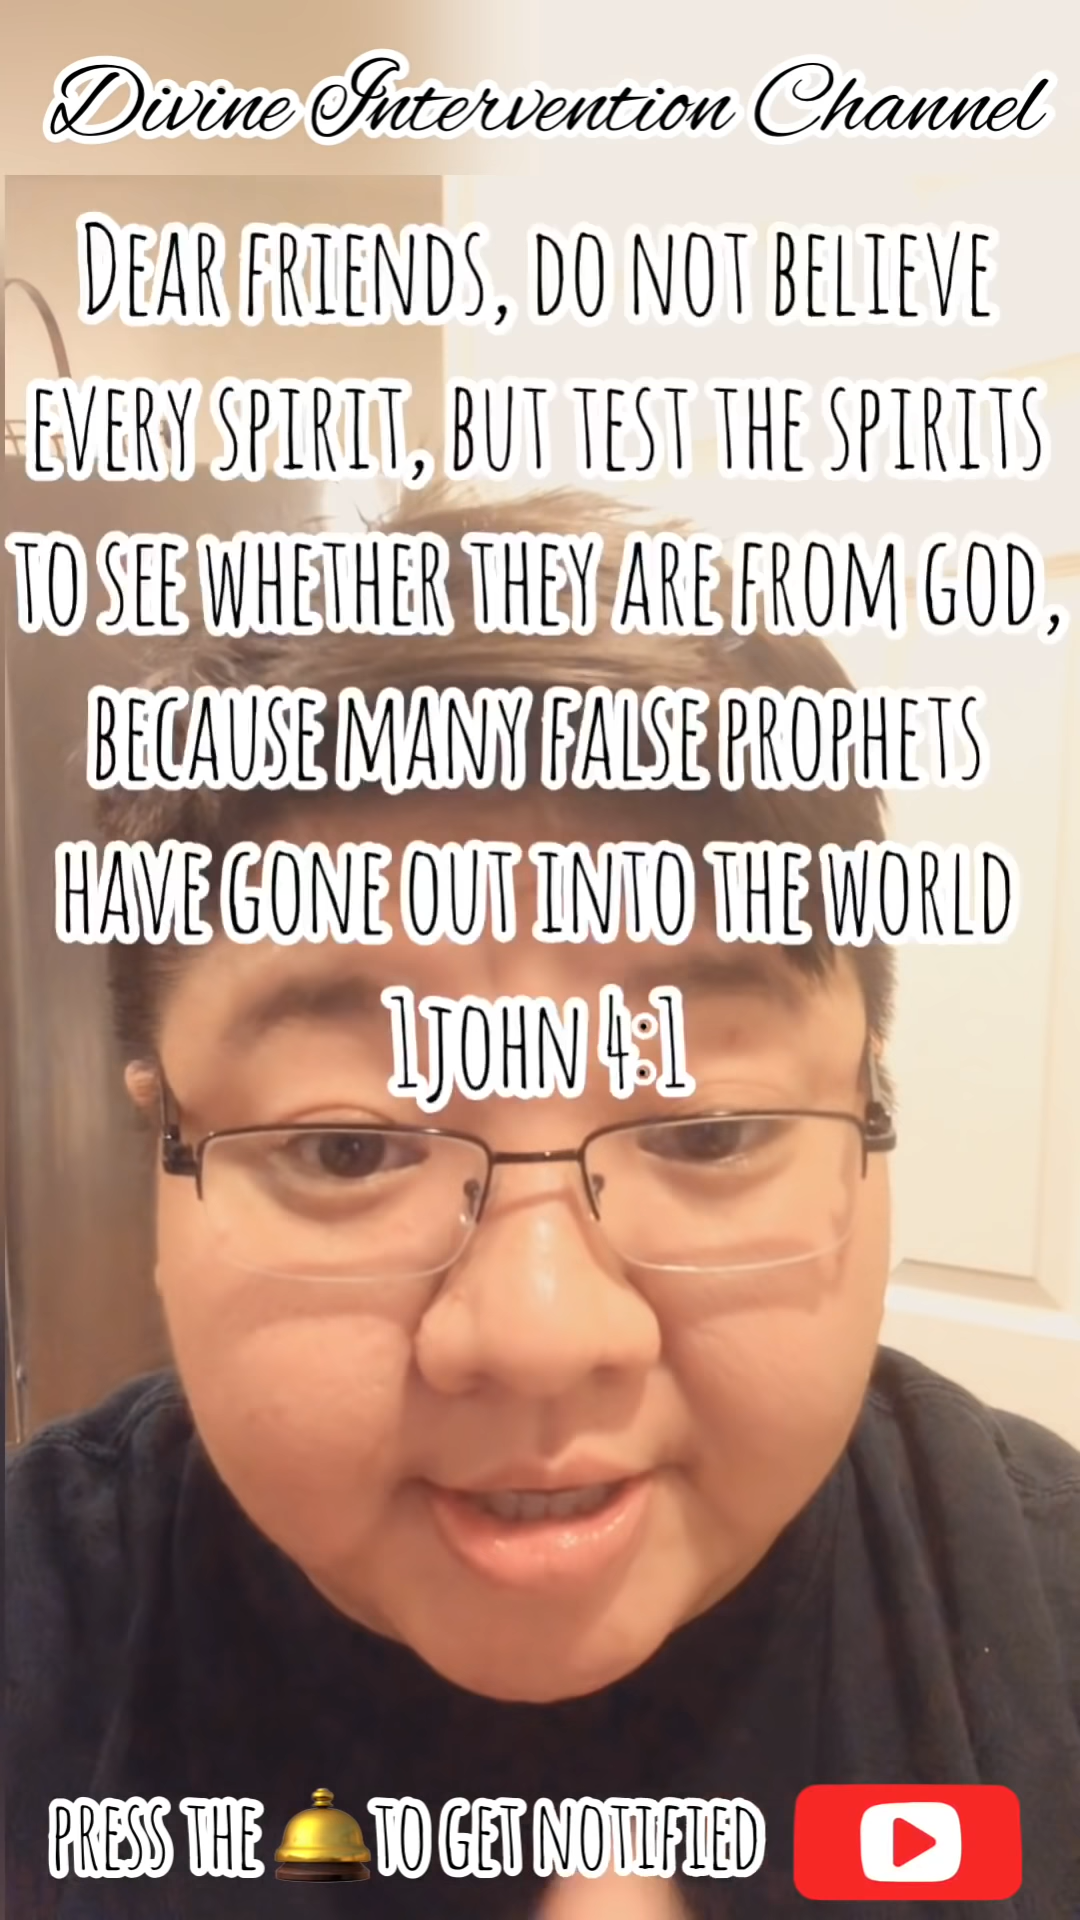 Divine Intervention Channel
DEAR FRIENDS, DO NOT BELIEVE
EVERY SPIRIT, BUT TEST THE SPIRITS
TO SEE WHETHER THEY ARE FROM GOD,
BECAUSE MANY FALSE PROPHETS
HAVE GONE OUT INTO THE WORLD
1JOHN 4:1
PRESS THE TO GET NOTIFIED